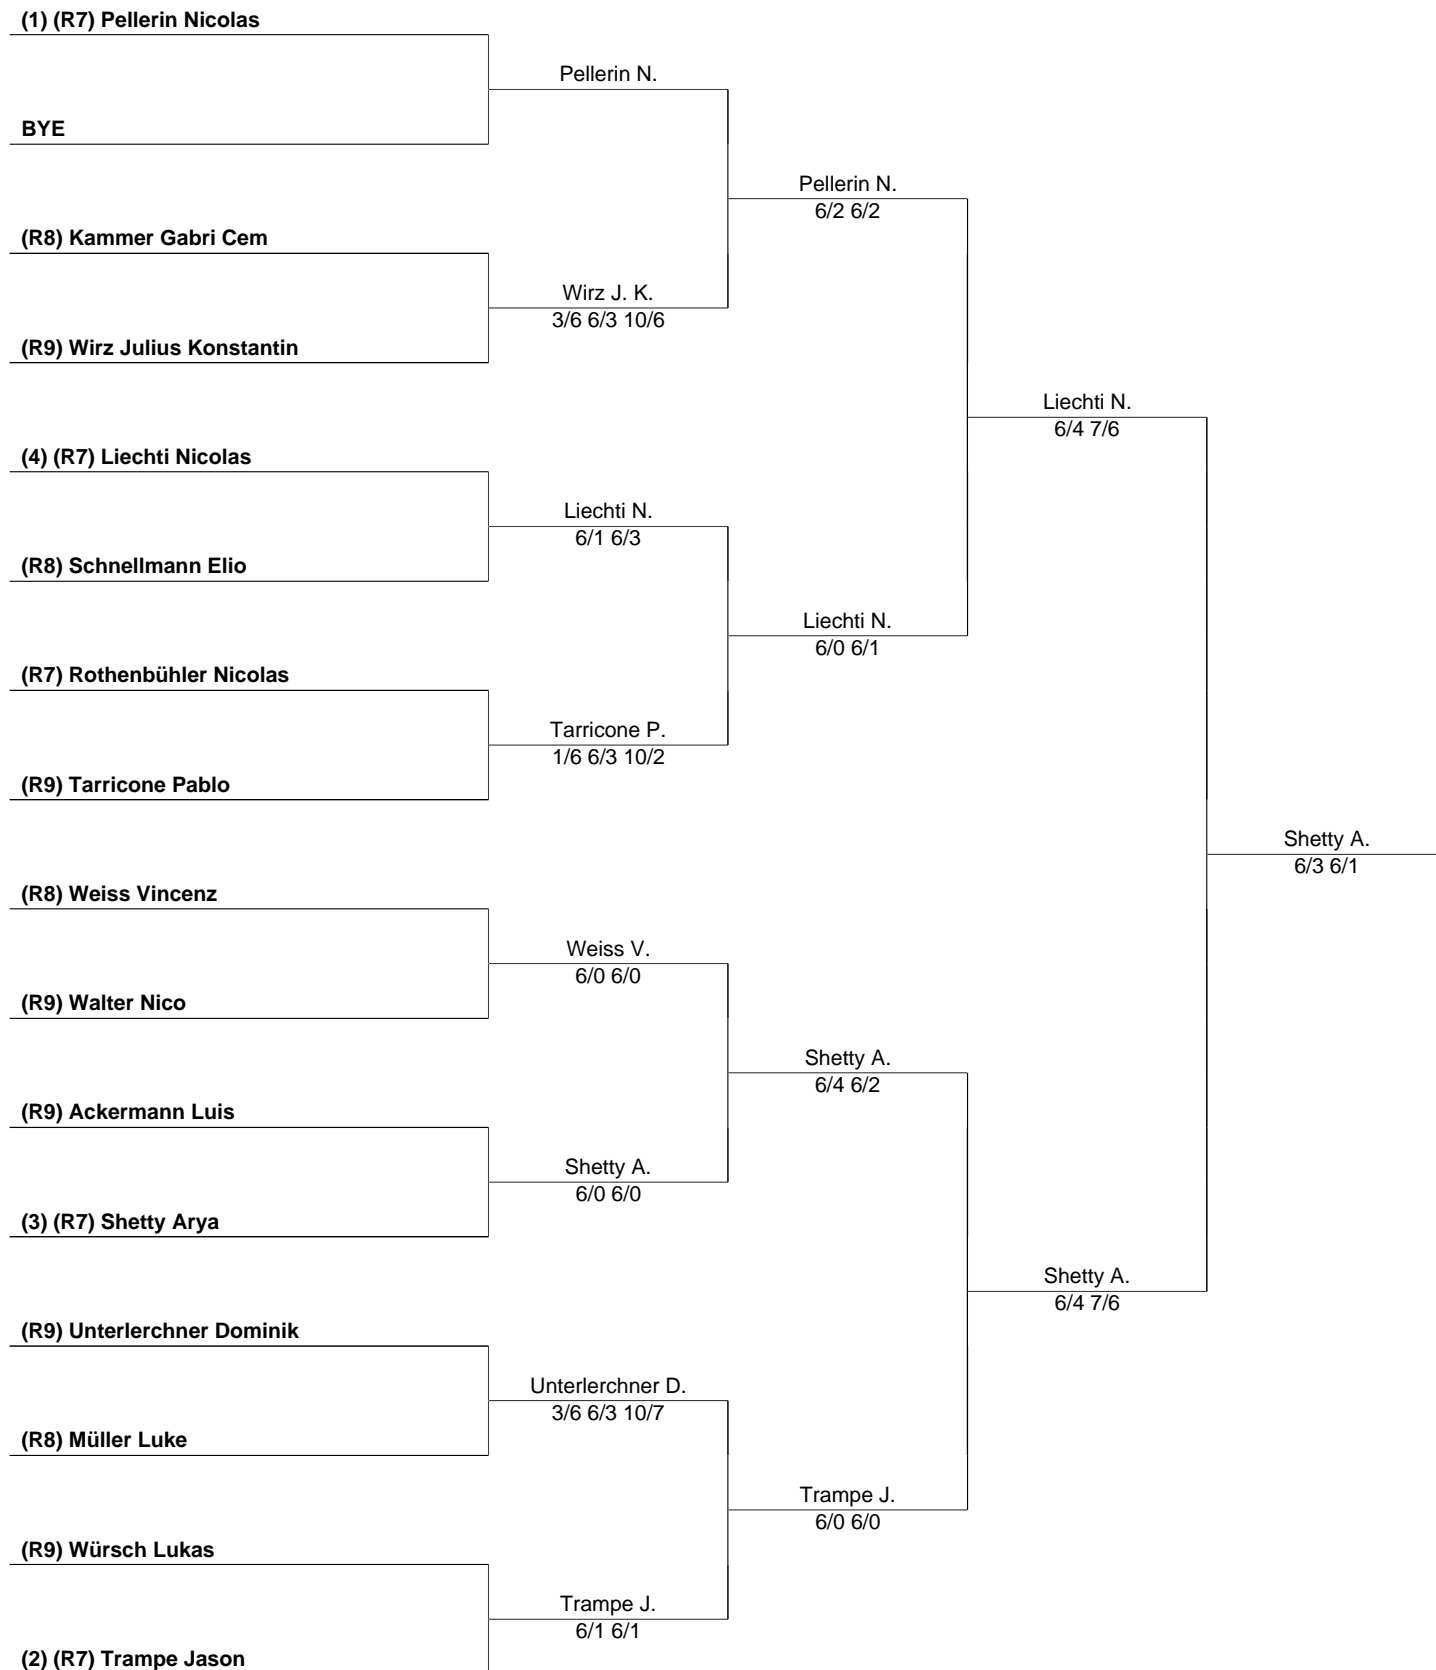 (1) (R7) Pellerin Nicolas
Pellerin N.
BYE
Pellerin N.
6/2 6/2
(R8) Kammer Gabri Cem
Wirz J. K.
3/6 6/3 10/6
(R9) Wirz Julius Konstantin
Liechti N.
6/4 7/6
(4) (R7) Liechti Nicolas
Liechti N.
6/1 6/3
(R8) Schnellmann Elio
Liechti N.
6/0 6/1
(R7) Rothenbühler Nicolas
Tarricone P.
1/6 6/3 10/2
(R9) Tarricone Pablo
Shetty A.
6/3 6/1
(R8) Weiss Vincenz
Weiss V.
6/0 6/0
(R9) Walter Nico
Shetty A.
6/4 6/2
(R9) Ackermann Luis
Shetty A.
6/0 6/0
(3) (R7) Shetty Arya
Shetty A.
6/4 7/6
(R9) Unterlerchner Dominik
Unterlerchner D.
3/6 6/3 10/7
(R8) Müller Luke
Trampe J.
6/0 6/0
(R9) Würsch Lukas
Trampe J.
6/1 6/1
(2) (R7) Trampe Jason